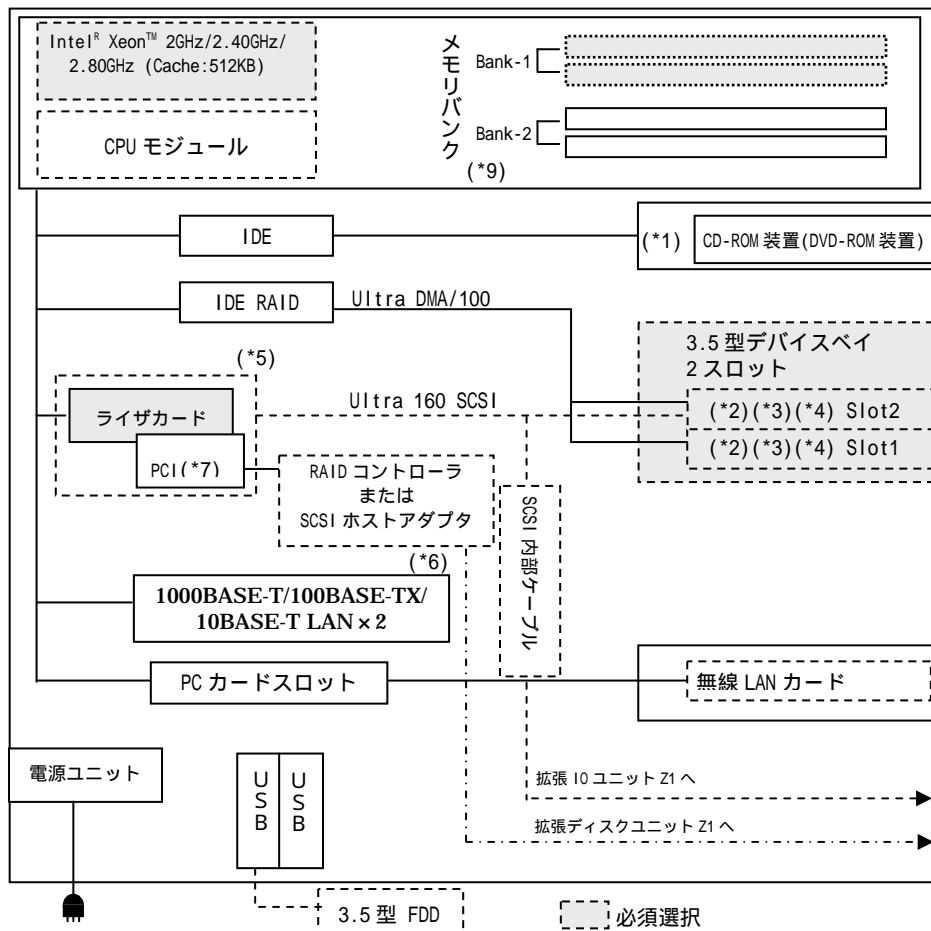 Intel® Xeon™ 2GHz/2.40GHz/
2.80GHz (Cache:512KB)
CPU モジュール
メモリバンク
(*9)
Bank-1
Bank-2
IDE
(*1)
CD-ROM 装置(DVD-ROM 装置)
IDE RAID
Ultra DMA/100
3.5 型デバイスベイ
2 スロット
(*2)(*3)(*4) Slot2
(*2)(*3)(*4) Slot1
(*5)
ライザカード
PCI(*7)
Ultra 160 SCSI
RAID コントローラ
または
SCSI ホストアダプタ
(*6)
SCSI 内部ケーブル
1000BASE-T/100BASE-TX/
10BASE-T LAN×2
PC カードスロット
無線 LAN カード
電源ユニット
USB
USB
拡張 IO ユニット Z1 へ
拡張ディスクユニット Z1 へ
3.5 型 FDD
必須選択